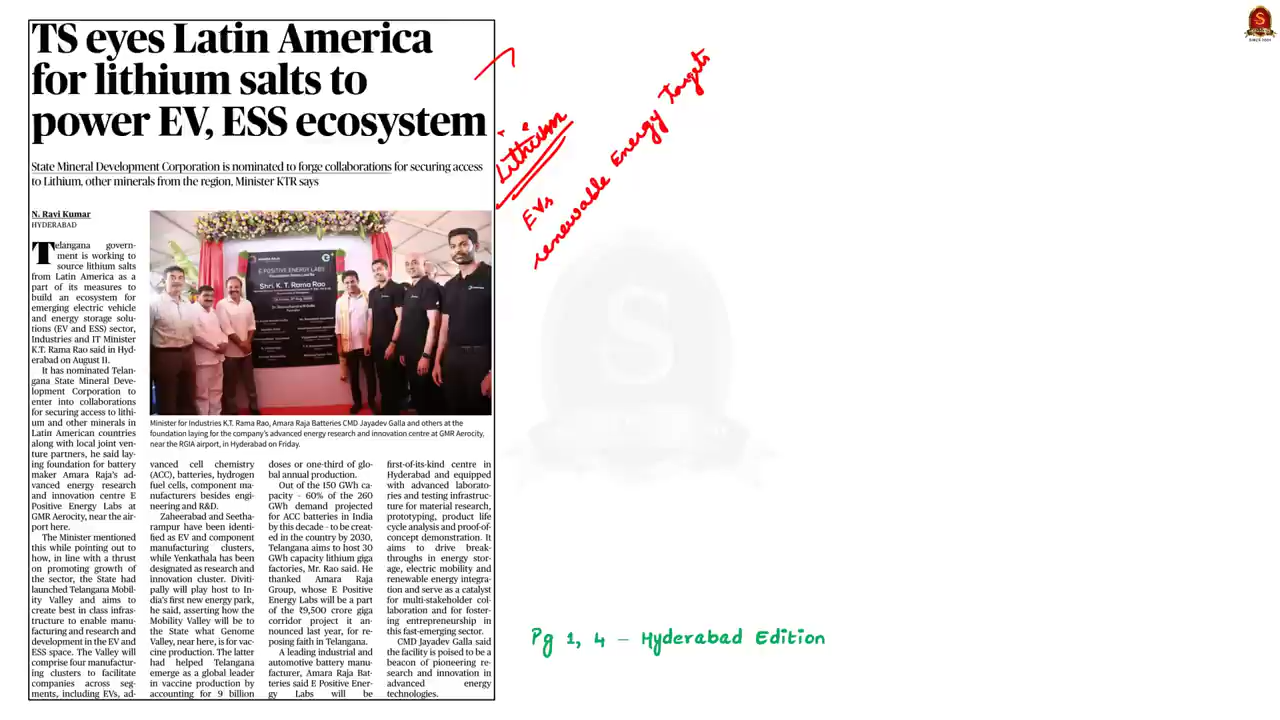 TS eyes Latin America
for lithium salts to
power EV, ESS ecosystem
State Mineral Development Corporation is nominated to forge collaborations for securing access
to Lithium, other minerals from the region, Minister KTR says
N. Ravi Kumar
HYDERABAD
Telangana govern-
ment is working to
source lithium salts
from Latin America as a
part of its measures to
build an ecosystem for
emerging electric vehicle
and energy storage solu-
tions (EV and ESS) sector,
Industries and IT Minister
K.T. Rama Rao said in Hyd-
erabad on August 11.
It has nominated Telan-
gana State Mineral Deve-
lopment Corporation to
enter into collaborations
for securing access to lithi-
um and other minerals in
Latin American countries
along with local joint ven-
ture partners, he said lay-
ing foundation for battery
maker Amara Raja's ad-
vanced energy research
and innovation centre E
Positive Energy Labs at
GMR Aerocity, near the air-
port here.
The Minister mentioned
this while pointing out to
how, in line with a thrust
on promoting growth of
the sector, the State had
launched Telangana Mobil-
ity Valley and aims to
create best in class infras-
tructure to enable manu-
facturing and research and
development in the EV and
ESS space. The Valley will
comprise four manufactur-
ing clusters to facilitate
companies across seg-
ments, including EVs, ad-
E POSITIVE ENERGY LABS
Shri. K. T. Rama Rao
Minister for Industries K.T. Rama Rao, Amara Raja Batteries CMD Jayadev Galla and others at the
foundation laying for the company's advanced energy research and innovation centre at GMR Aerocity,
near the RGIA airport, in Hyderabad on Friday.
vanced cell chemistry
(ACC), batteries, hydrogen
fuel cells, component ma-
nufacturers besides engi-
neering and R&D.
Zaheerabad and Seetha-
rampur have been identi-
fied as EV and component
manufacturing clusters,
while Yenkathala has been
designated as research and
innovation cluster. Diviti-
pally will play host to In-
dia's first new energy park,
he said, asserting how the
Mobility Valley will be to
the State what Genome
Valley, near here, is for vac-
cine production. The latter
had helped Telangana
emerge as a global leader
in vaccine production by
accounting for 9 billion
doses or one-third of glo-
bal annual production.
Out of the 150 GWh ca-
pacity - 60% of the 260
GWh demand projected
for ACC batteries in India
by this decade - to be creat-
ed in the country by 2030,
Telangana aims to host 30
GWh capacity lithium giga
factories, Mr. Rao said. He
thanked Amara Raja
Group, whose E Positive
Energy Labs will be a part
of the ₹9,500 crore giga
corridor project it an-
nounced last year, for re-
posing faith in Telangana.
A leading industrial and
automotive battery manu-
facturer, Amara Raja Bat-
teries said E Positive Ener-
gy Labs will be
first-of-its-kind centre in
Hyderabad and equipped
with advanced laborato-
ries and testing infrastruc-
ture for material research,
prototyping, product life
cycle analysis and proof-of-
concept demonstration. It
aims to drive break-
throughs in energy stor-
age, electric mobility and
renewable energy integra-
tion and serve as a catalyst
for multi-stakeholder col-
laboration and for foster-
ing entrepreneurship in
this fast-emerging sector.
CMD Jayadev Galla said
the facility is poised to be a
beacon of pioneering re-
search and innovation in
advanced energy
technologies.
Lithium
EVs
renewable Energy Targets
Pg 1, 4 – Hyderabad Edition
S
SINCE 2004